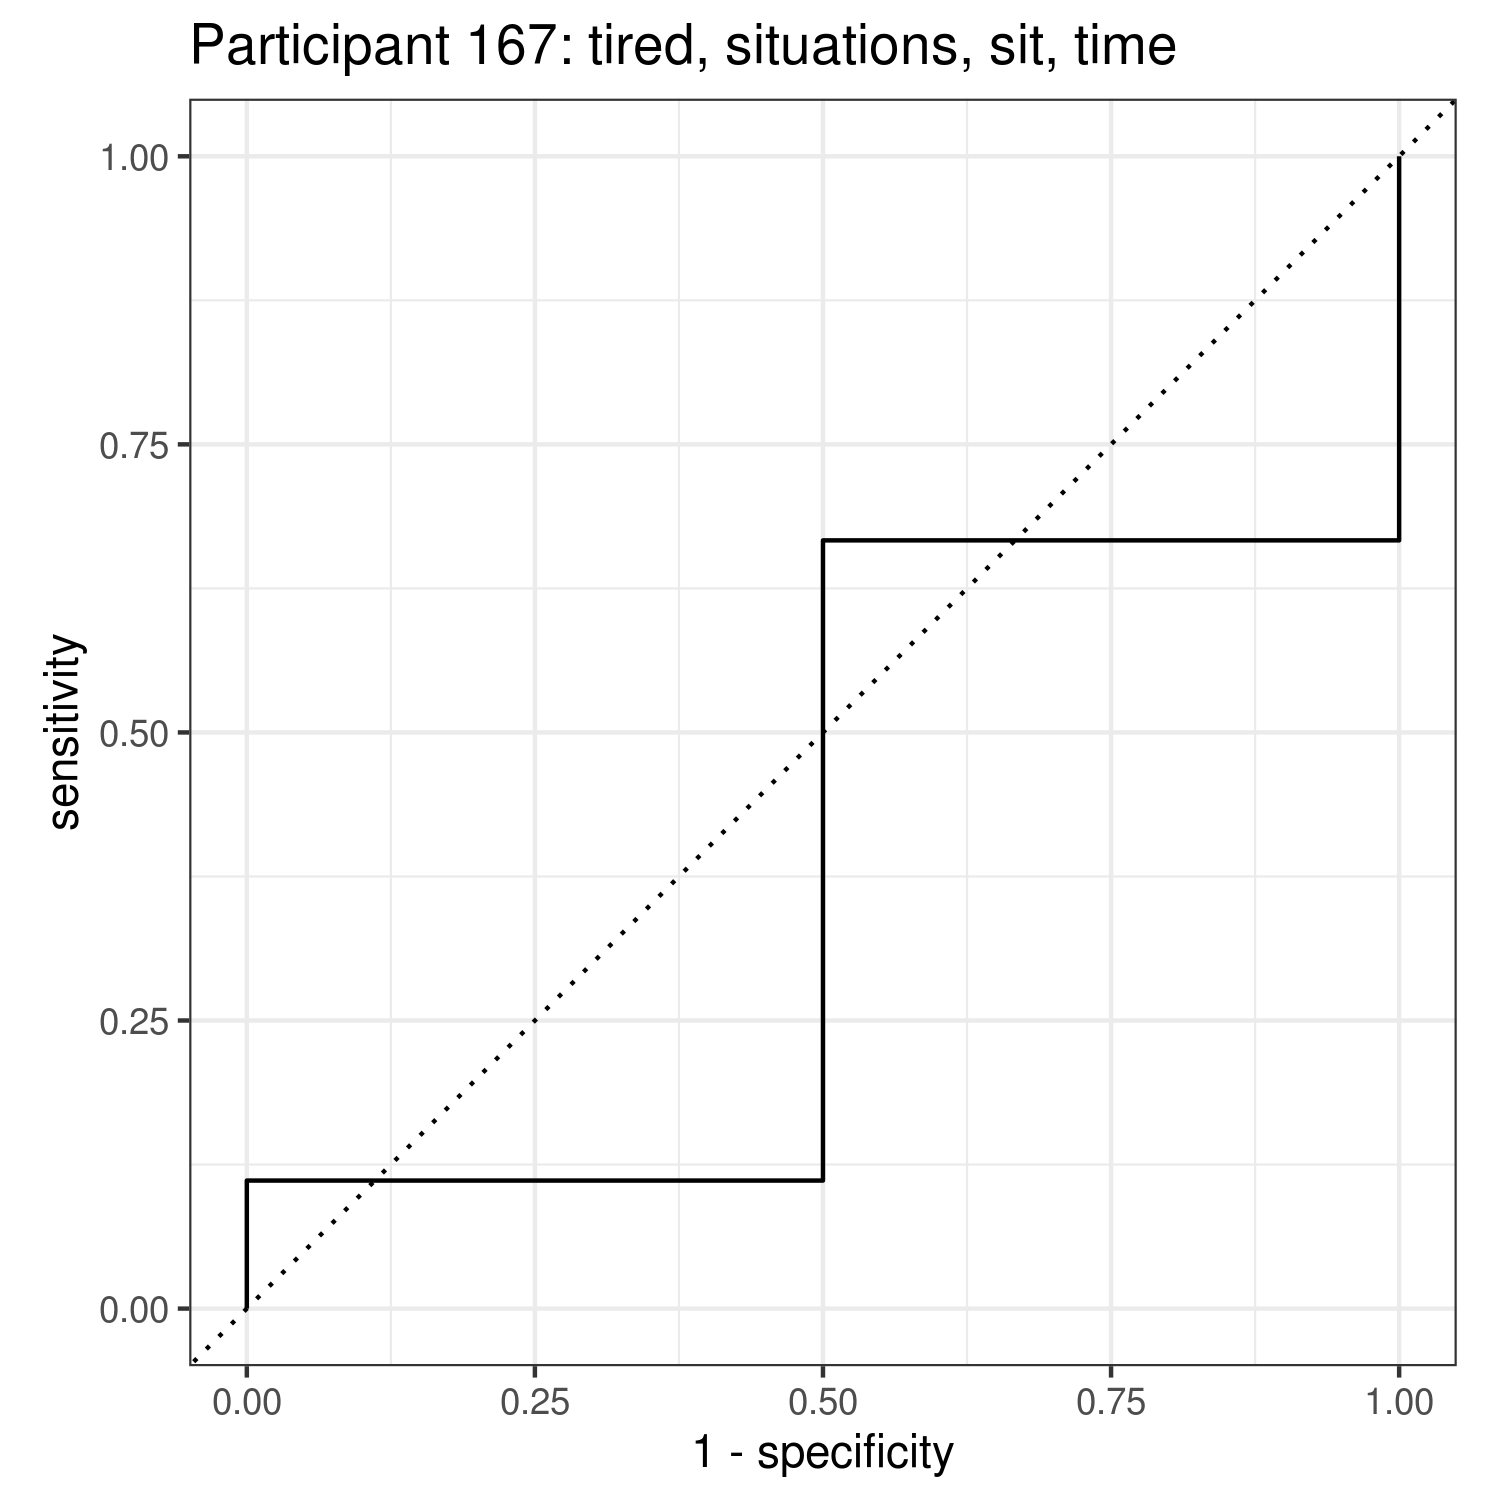 Participant 167: tired, situations, sit, time
1.00
0.75
0.50
0.25
0.00
sensitivity
0.00 0.25 0.50 0.75 1.00
1 - specificity